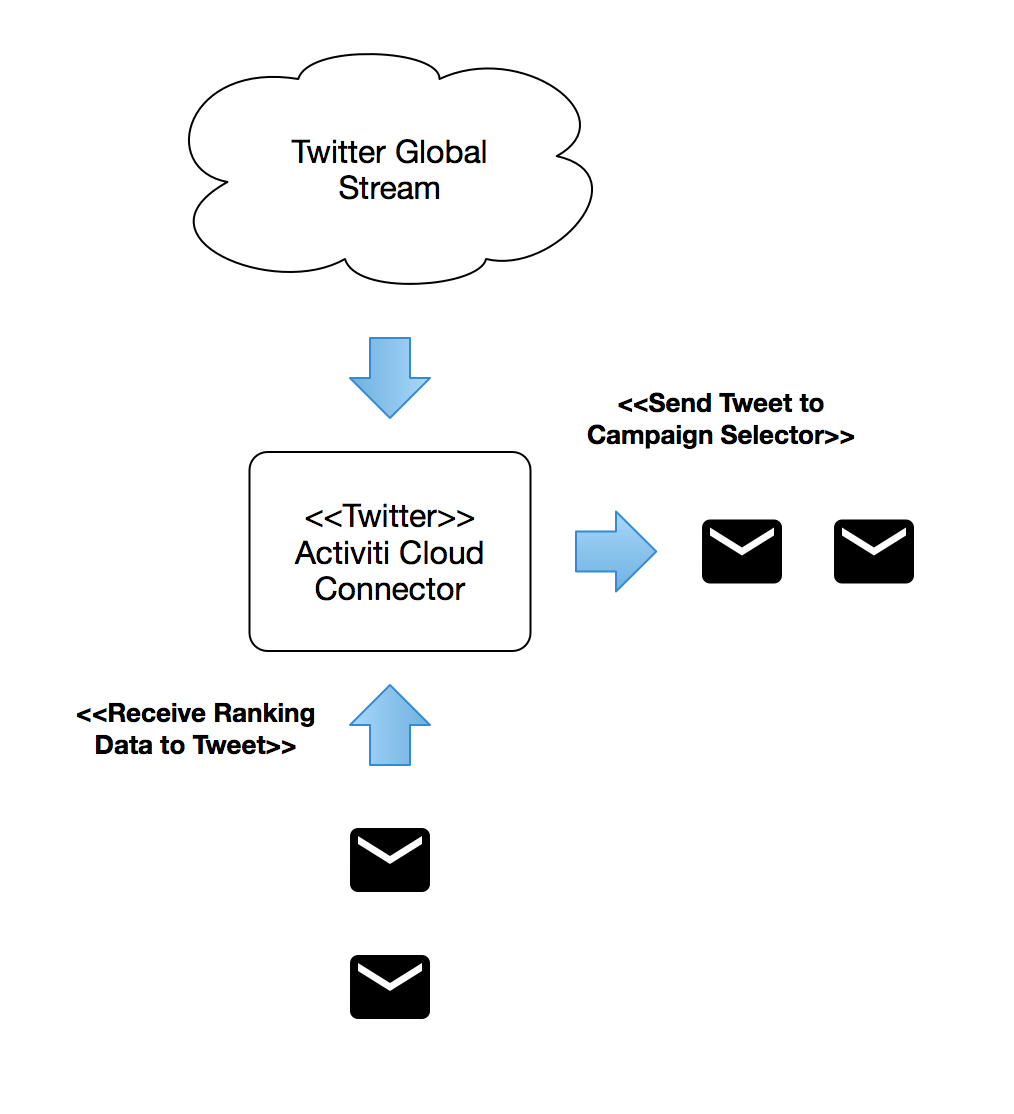 Twitter Global
Stream
<<Send Tweet to
Campaign Selector>>
<<Twitter>>
Activiti Cloud
Connector
<<Receive Ranking
Data to Tweet>>